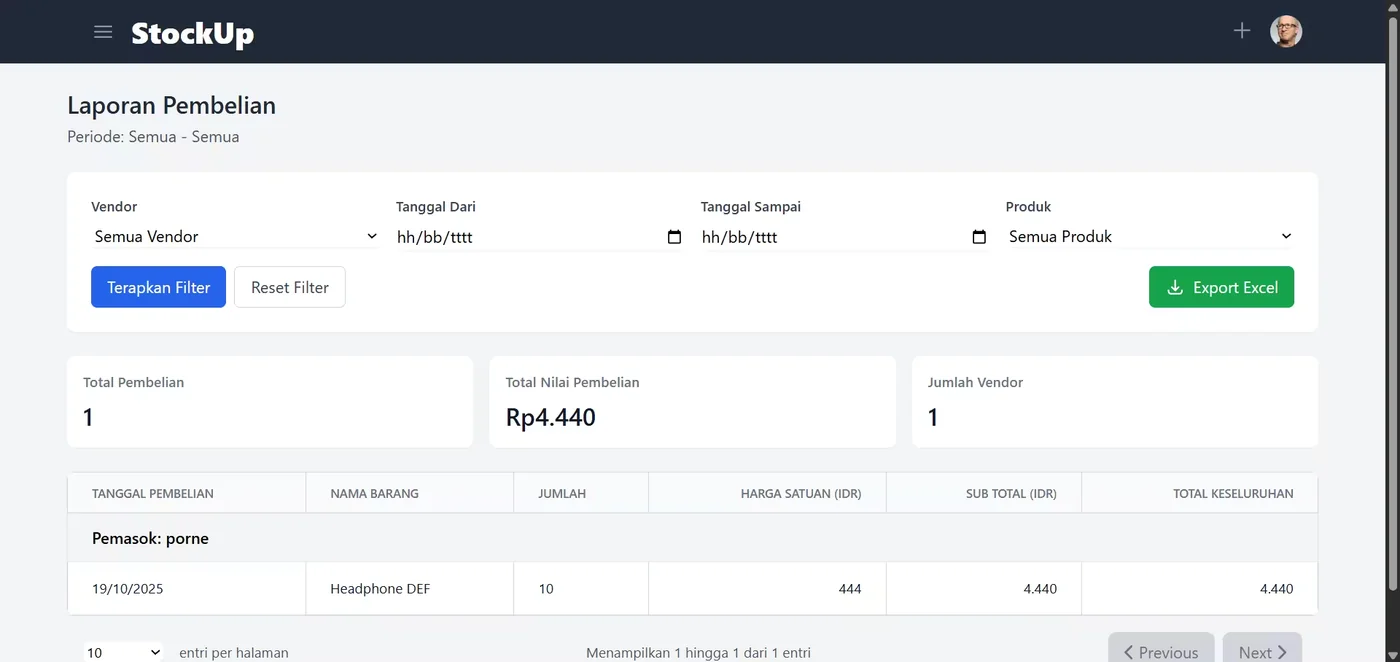 StockUp
Laporan Pembelian
Periode: Semua - Semua
Vendor Tanggal Dari Tanggal Sampai Produk
Semua Vendor hh/bb/tttt hh/bb/tttt Semua Produk
Terapkan Filter Reset Filter Export Excel
Total Pembelian Total Nilai Pembelian Jumlah Vendor
1 Rp4.440 1
TANGGAL PEMBELIAN NAMA BARANG JUMLAH HARGA SATUAN (IDR) SUB TOTAL (IDR) TOTAL KESELURUHAN
Pemasok: porne
19/10/2025 Headphone DEF 10 444 4.440 4.440
10 entri per halaman Menampilkan 1 hingga 1 dari 1 entri Previous Next